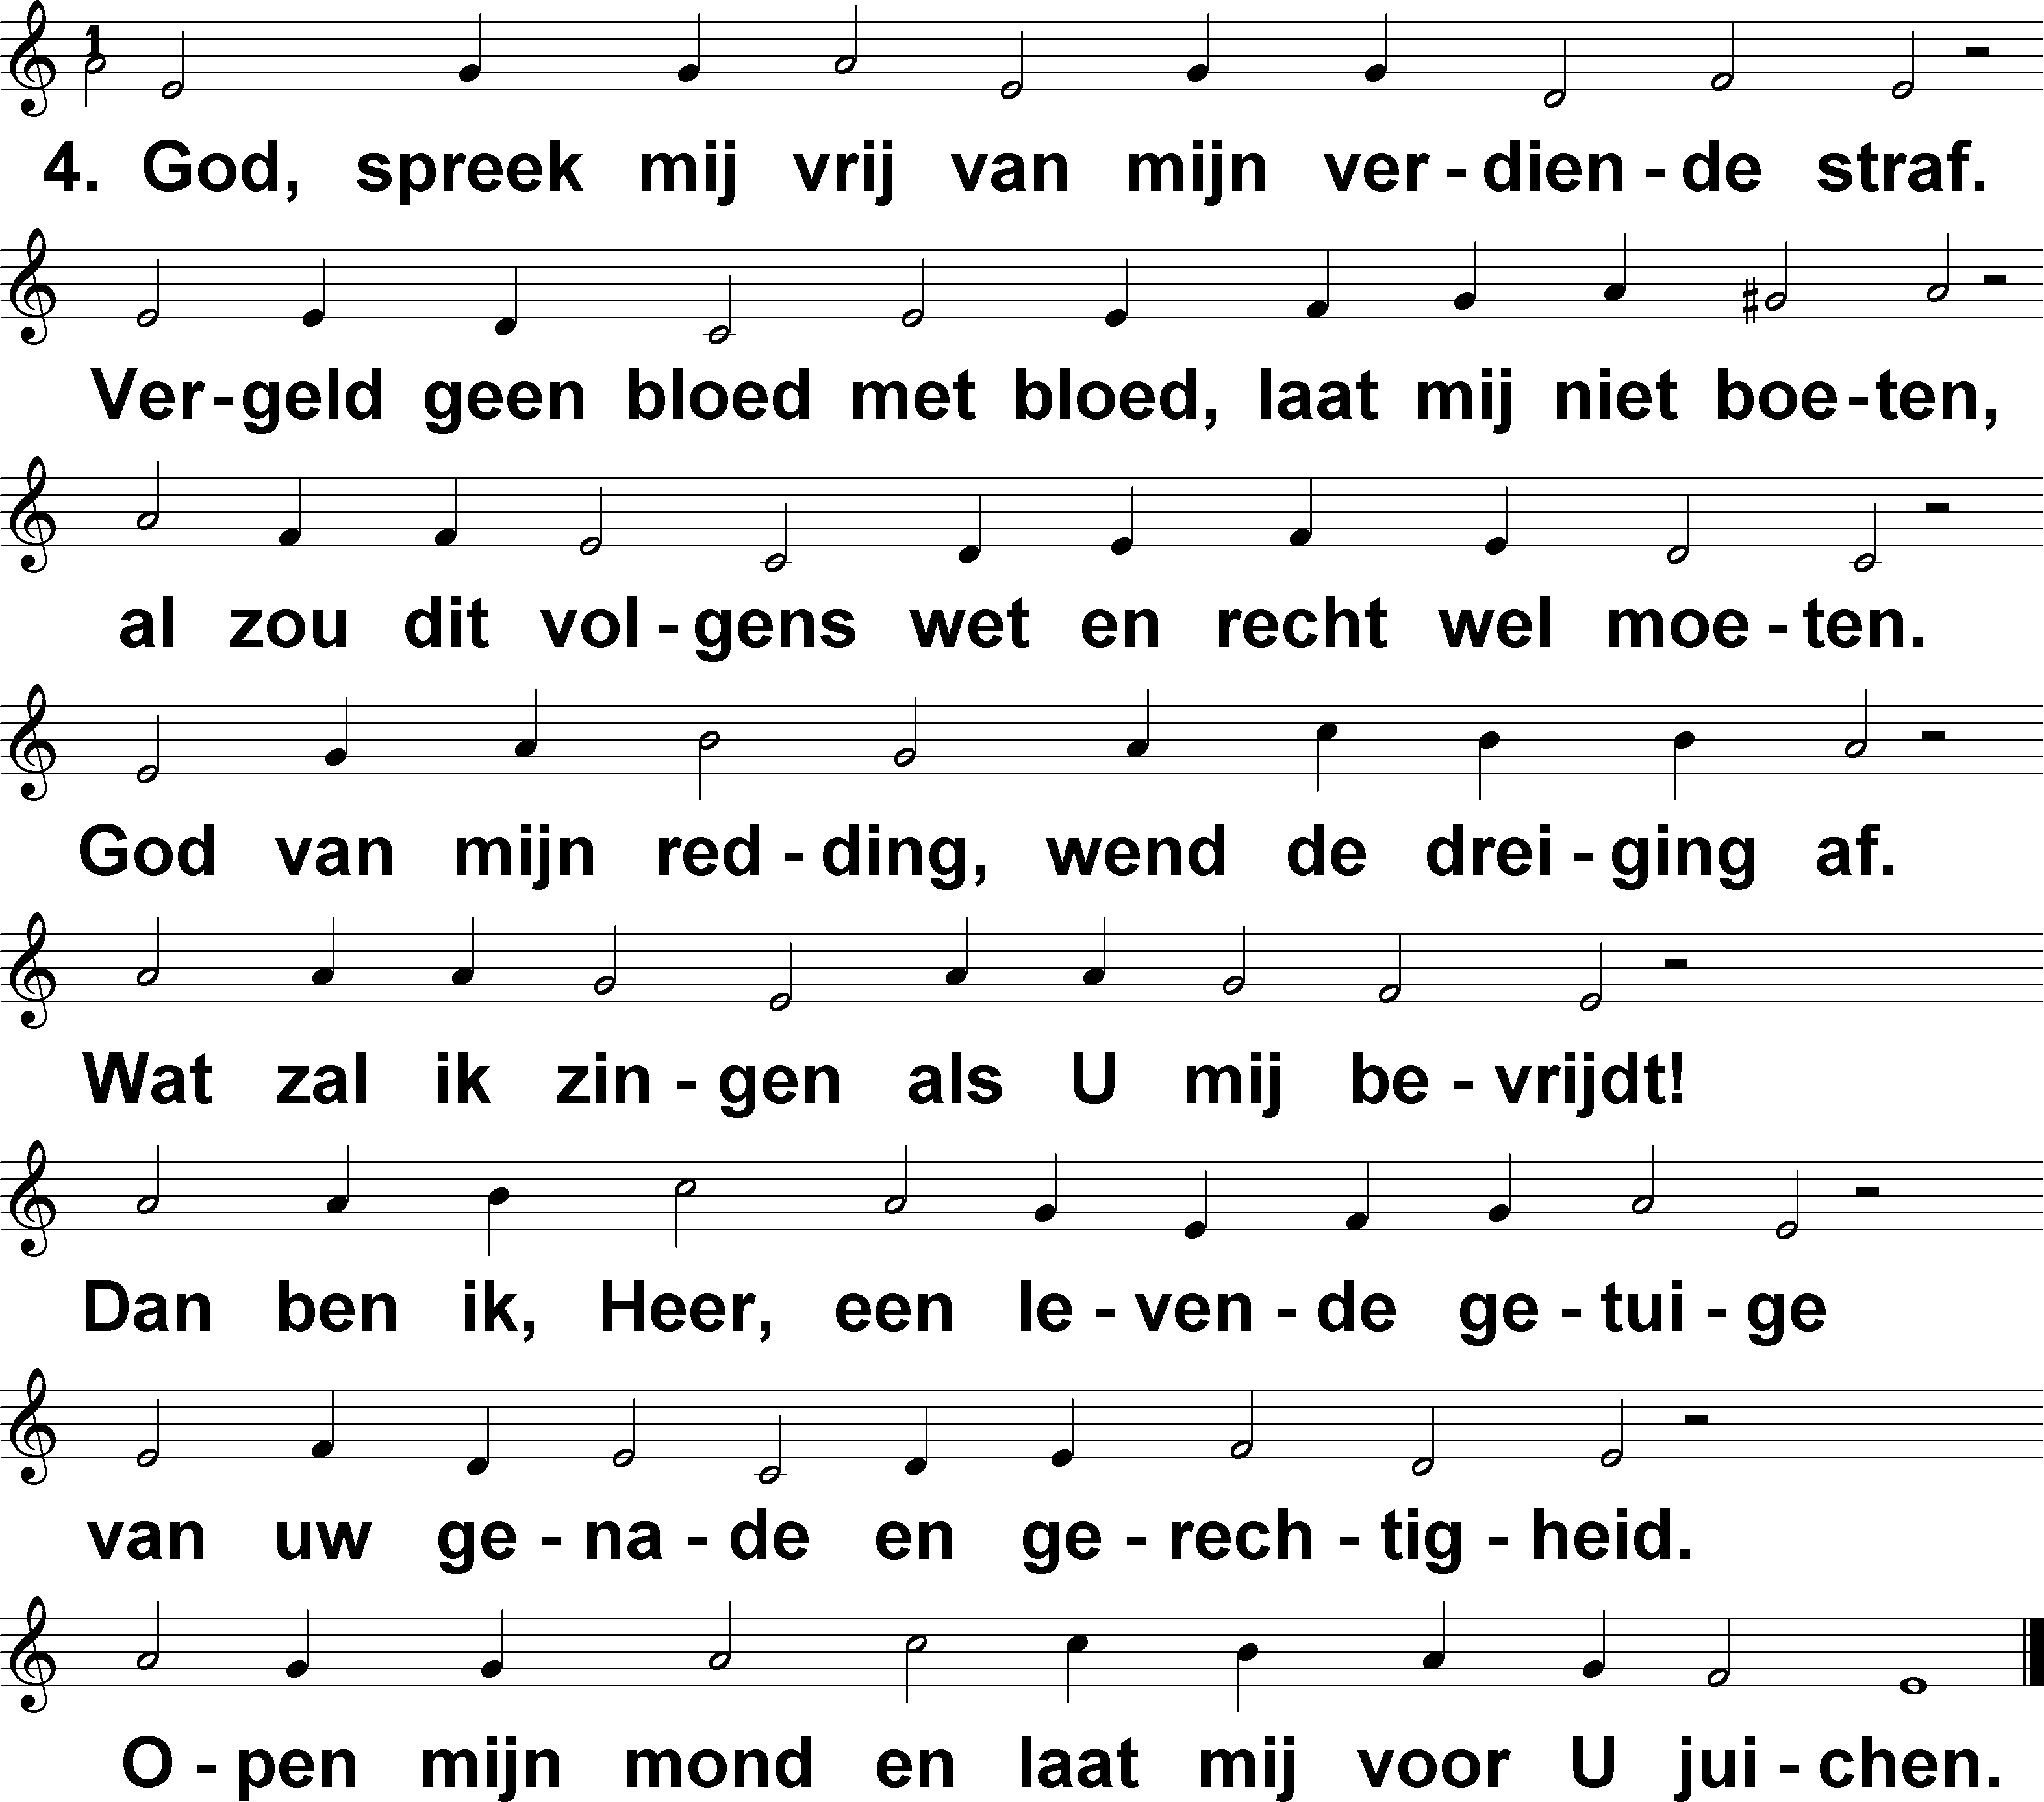 1
4. God, spreek mij vrij van mijn ver - dien - de straf.
Ver - geld geen bloed met bloed, laat mij niet boe - ten,
al zou dit vol - gens wet en recht wel moe - ten.
God van mijn red - ding, wend de drei - ging af.
Wat zal ik zin - gen als U mij be - vrijdt!
Dan ben ik, Heer, een le - ven - de ge - tui - ge
van uw ge - na - de en ge - rech - tig - heid.
O - pen mijn mond en laat mij voor U jui - chen.